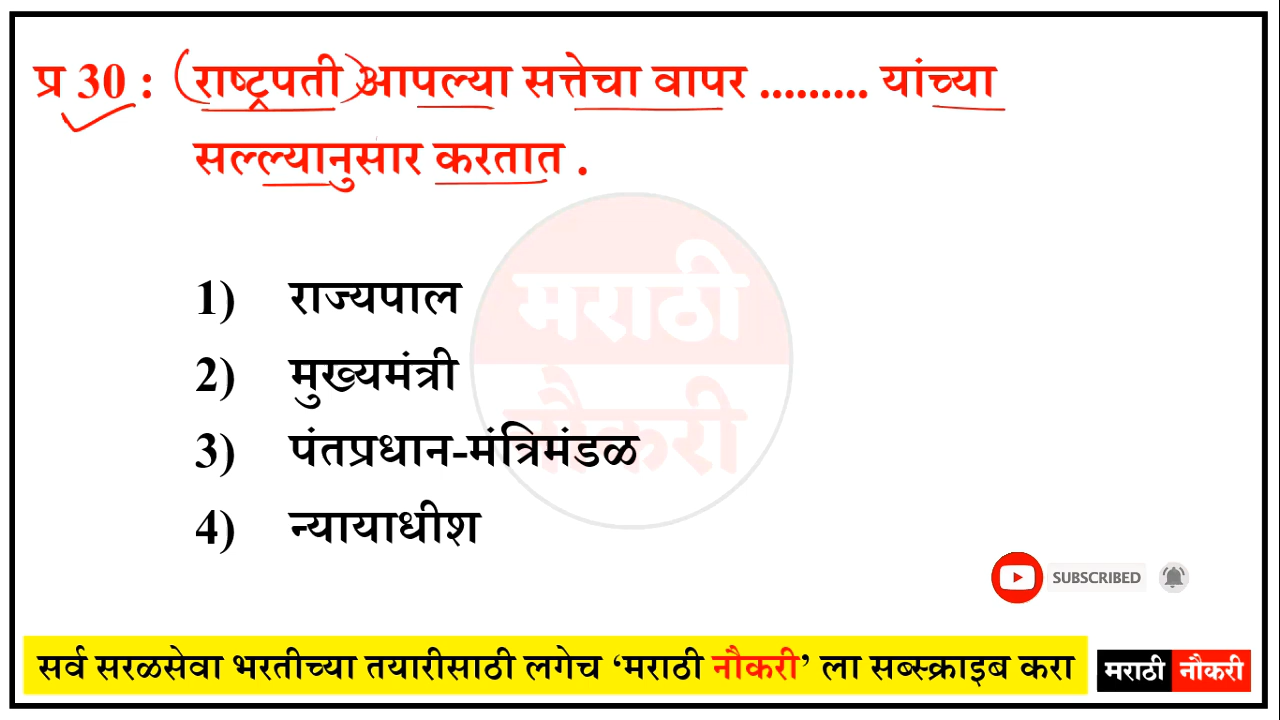 प्र 30 : (राष्ट्रपती) आपल्या सत्तेचा वापर ......... यांच्या
सल्ल्यानुसार करतात .
1) राज्यपाल
2) मुख्यमंत्री
3) पंतप्रधान-मंत्रिमंडळ
4) न्यायाधीश
मराठी
नौकरी
SUBSCRIBED
सर्व सरळसेवा भरतीच्या तयारीसाठी लगेच ‘मराठी नौकरी’ ला सब्स्क्राइब करा
मराठी नौकरी